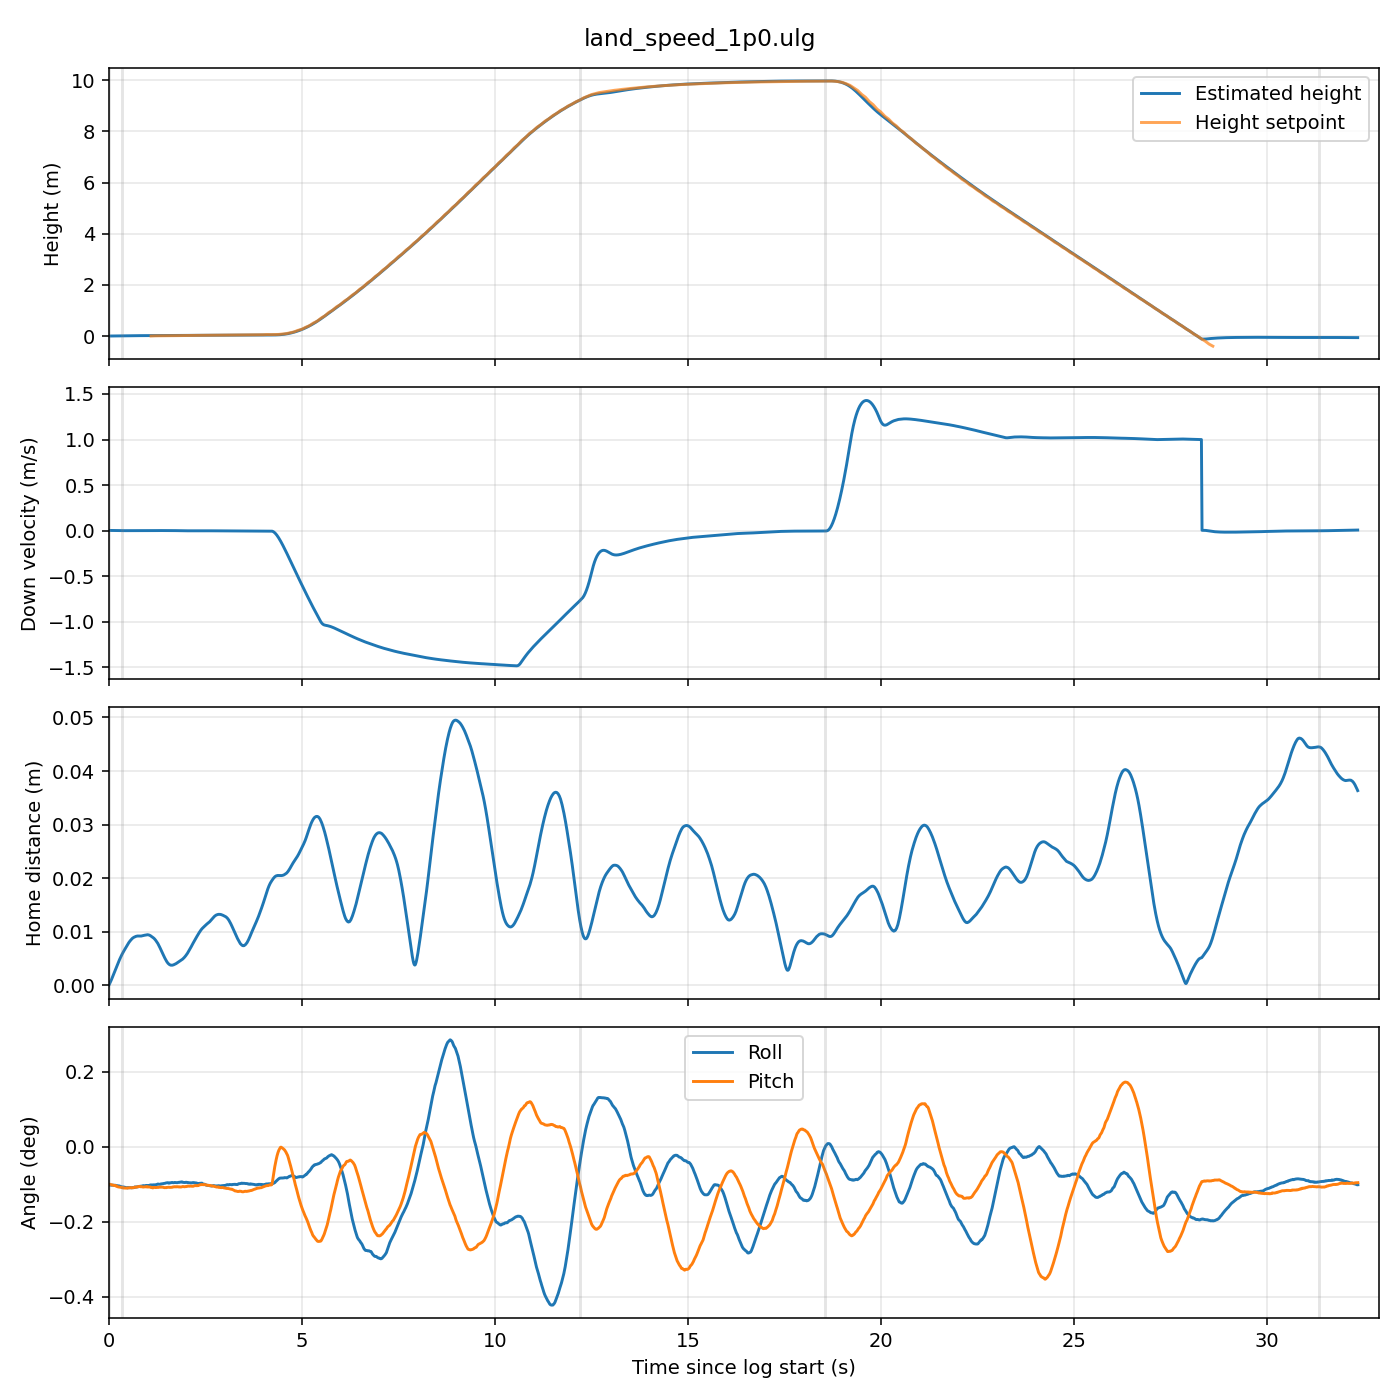 land_speed_1p0.ulg
10
8
6
4
2
0
Height (m)
Estimated height
Height setpoint
1.5
1.0
0.5
0.0
−0.5
−1.0
−1.5
Down velocity (m/s)
0.05
0.04
0.03
0.02
0.01
0.00
Home distance (m)
0.2
0.0
−0.2
−0.4
Angle (deg)
Roll
Pitch
0 5 10 15 20 25 30
Time since log start (s)